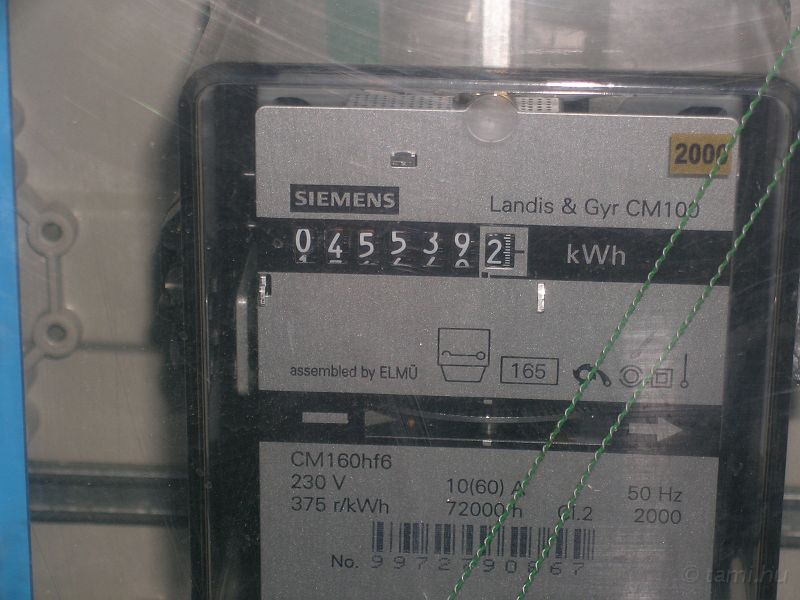 2000
SIEMENS
Landis & Gyr CM100
0455392 kWh
assembled by ELMŰ
165
CM160hf6
230 V 10(60) A 50 Hz
375 r/kWh 72000/h Cl.2 2000
No. 9972790867
© tami.hu